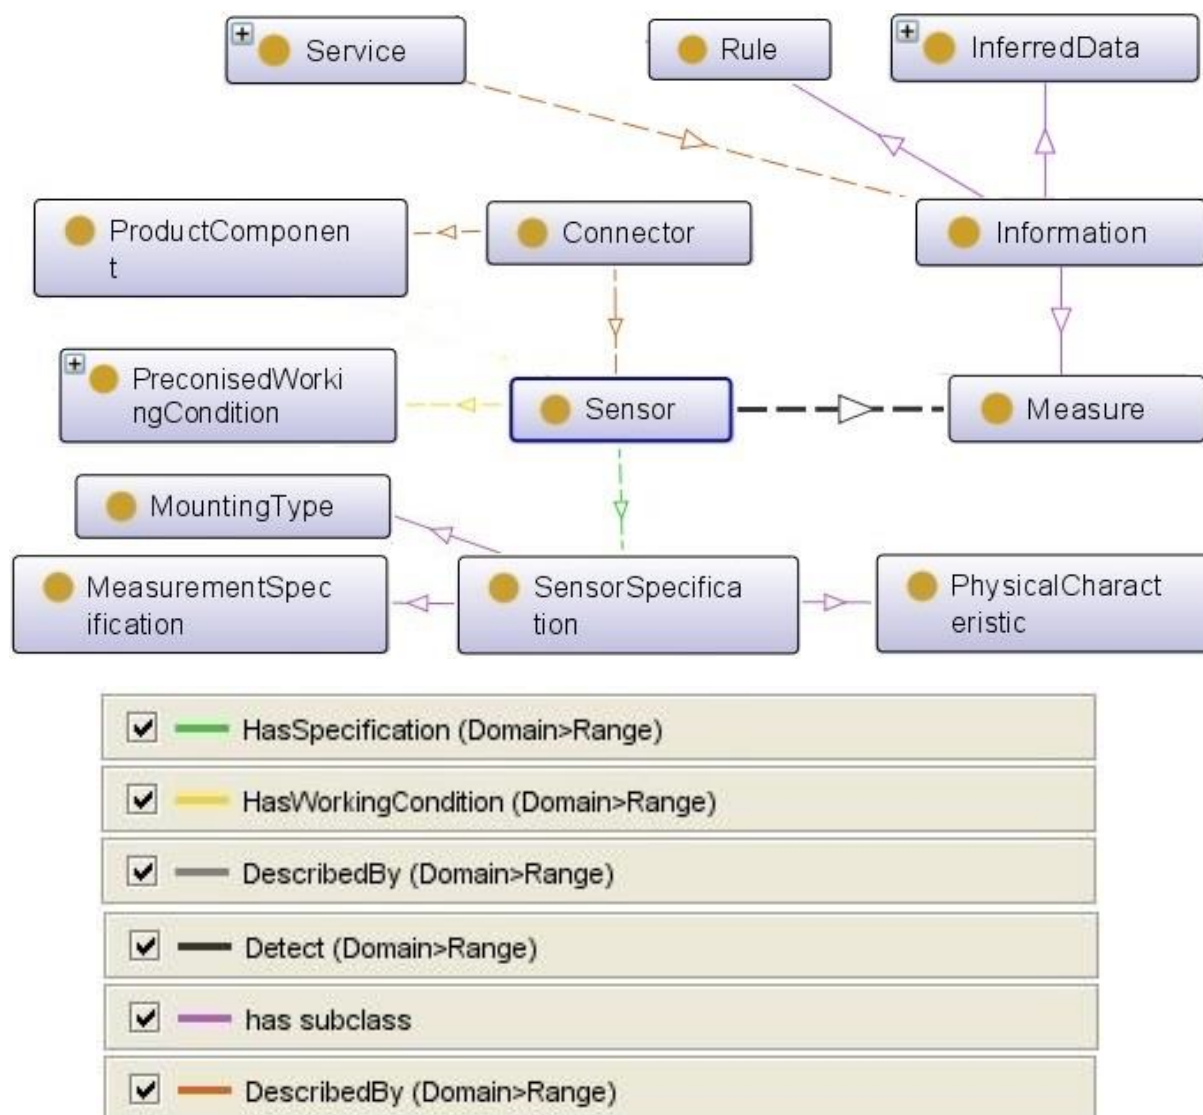 Service
Rule
InferredData
ProductComponen
t
Connector
Information
PreconisedWorki
ngCondition
Sensor
Measure
MountingType
MeasurementSpec
ification
SensorSpecifica
tion
PhysicalCharact
eristic
HasSpecification (Domain>Range)
HasWorkingCondition (Domain>Range)
DescribedBy (Domain>Range)
Detect (Domain>Range)
has subclass
DescribedBy (Domain>Range)